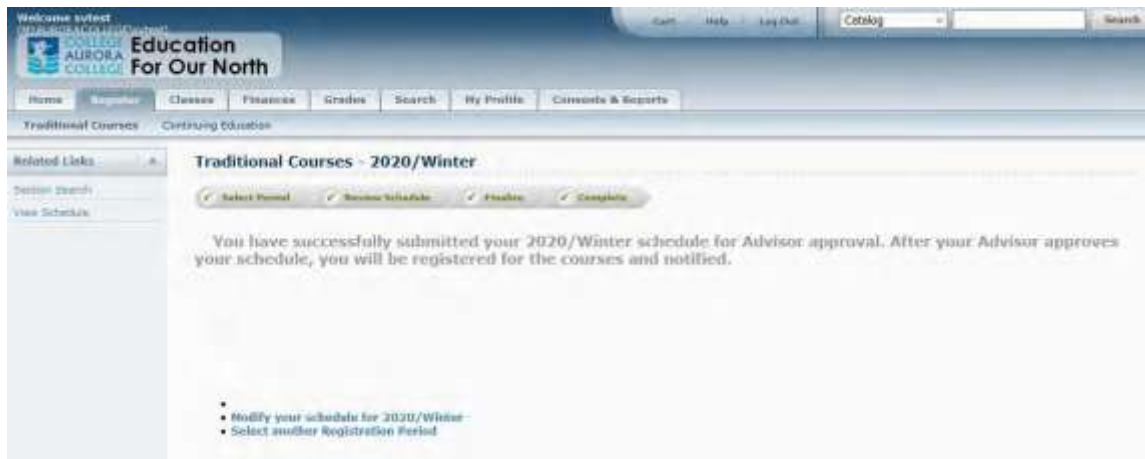 Welcome svtest
Cart Help Log Out Catalog Search
COLLEGE
AURORA
COLLEGE
Education
For Our North
Home Register Classes Finances Grades Search My Profile Consents & Reports
Traditional Courses Continuing Education
Related Links
Traditional Courses - 2020/Winter
Section Search
Select Period Review Schedule Finalize Complete
View Schedule
You have successfully submitted your 2020/Winter schedule for Advisor approval. After your Advisor approves
your schedule, you will be registered for the courses and notified.
Modify your schedule for 2020/Winter
Select another Registration Period